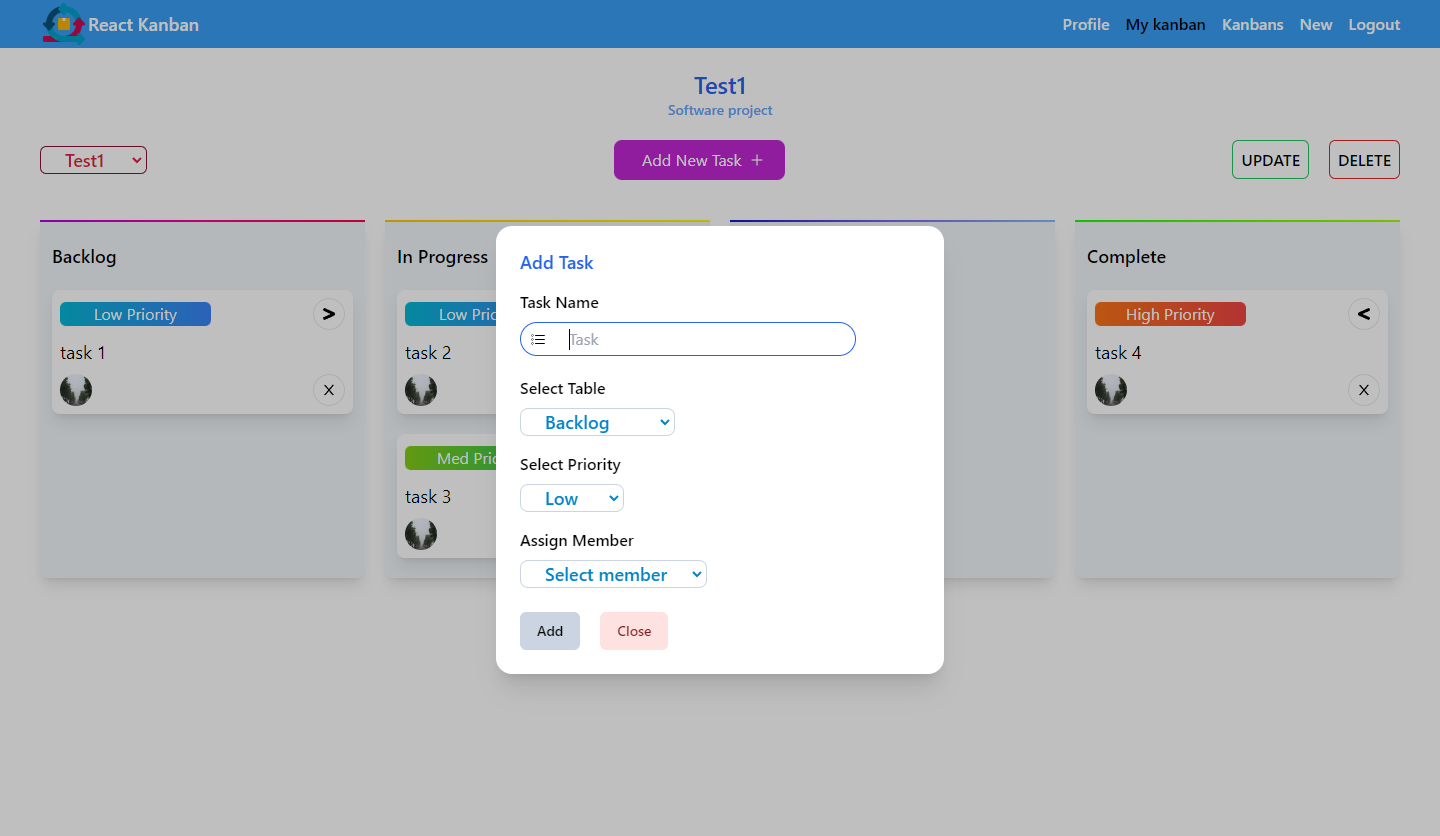 React Kanban
Profile My kanban Kanbans New Logout
Test1
Software project
Test1
Add New Task +
UPDATE DELETE
Backlog
Low Priority >
task 1
X
In Progress
Low Prio
task 2
Med Prio
task 3
Add Task
Task Name
Task
Select Table
Backlog
Select Priority
Low
Assign Member
Select member
Add Close
Complete
High Priority <
task 4
X